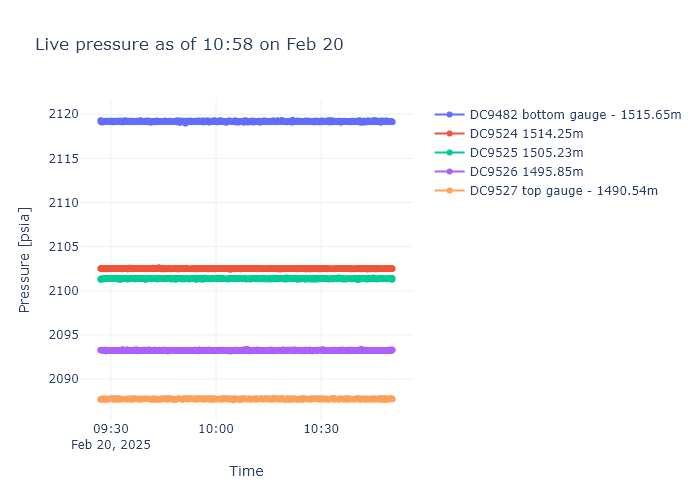 Live pressure as of 10:58 on Feb 20
DC9482 bottom gauge - 1515.65m
DC9524 1514.25m
DC9525 1505.23m
DC9526 1495.85m
DC9527 top gauge - 1490.54m
Pressure [psia]
2120
2115
2110
2105
2100
2095
2090
09:30
10:00
10:30
Feb 20, 2025
Time